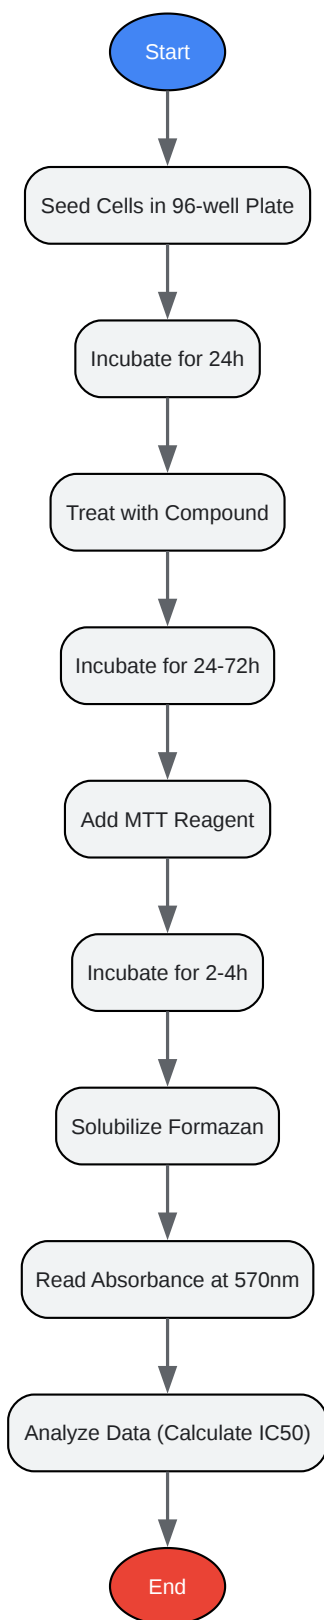 Start
Seed Cells in 96-well Plate
Incubate for 24h
Treat with Compound
Incubate for 24-72h
Add MTT Reagent
Incubate for 2-4h
Solubilize Formazan
Read Absorbance at 570nm
Analyze Data (Calculate IC50)
End